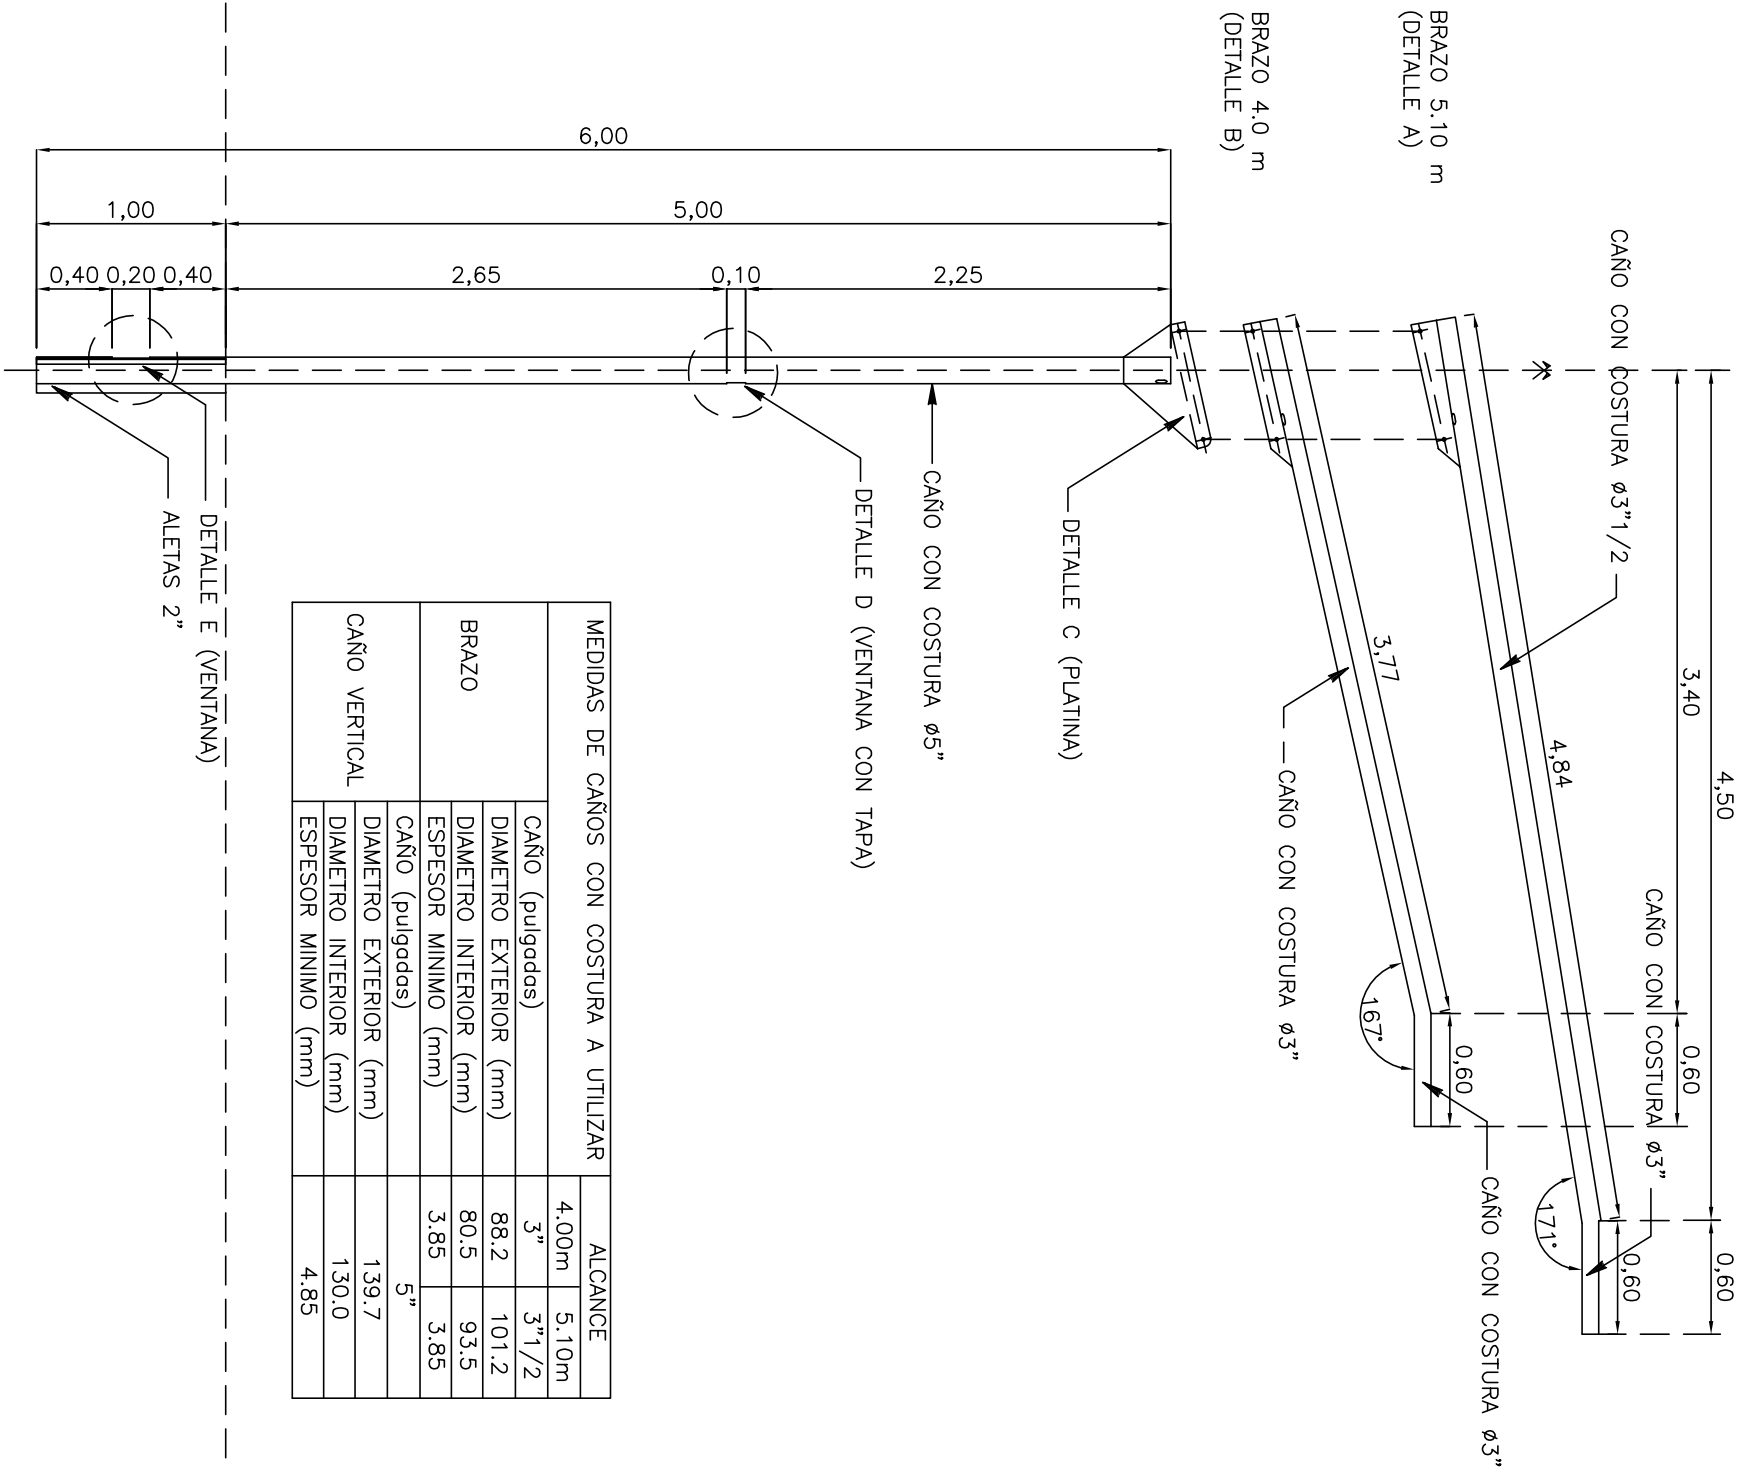 BRAZO 5.10 m
(DETALLE A)
BRAZO 4.0 m
(DETALLE B)
4,50
0,60
3,40
0,60
CAÑO CON COSTURA ø3"1/2
CAÑO CON COSTURA ø3"
4,84
0,60
171°
3,77
0,60
167°
CAÑO CON COSTURA ø3"
CAÑO CON COSTURA ø3"
6,00
5,00
1,00
2,25
0,10
2,65
0,40
0,20
0,40
DETALLE C (PLATINA)
CAÑO CON COSTURA ø5"
DETALLE D (VENTANA CON TAPA)
DETALLE E (VENTANA)
ALETAS 2"
MEDIDAS DE CAÑOS CON COSTURA A UTILIZAR ALCANCE
4.00m 5.10m
BRAZO CAÑO (pulgadas) 3" 3"1/2
DIAMETRO EXTERIOR (mm) 88.2 101.2
DIAMETRO INTERIOR (mm) 80.5 93.5
ESPESOR MINIMO (mm) 3.85 3.85
CAÑO VERTICAL CAÑO (pulgadas) 5"
DIAMETRO EXTERIOR (mm) 139.7
DIAMETRO INTERIOR (mm) 130.0
ESPESOR MINIMO (mm) 4.85